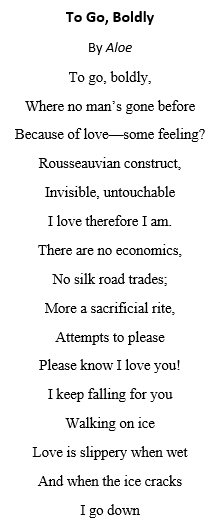 To Go, Boldly
By Aloe
To go, boldly,
Where no man's gone before
Because of love—some feeling?
Rousseauvian construct,
Invisible, untouchable
I love therefore I am.
There are no economics,
No silk road trades;
More a sacrificial rite,
Attempts to please
Please know I love you!
I keep falling for you
Walking on ice
Love is slippery when wet
And when the ice cracks
I go down